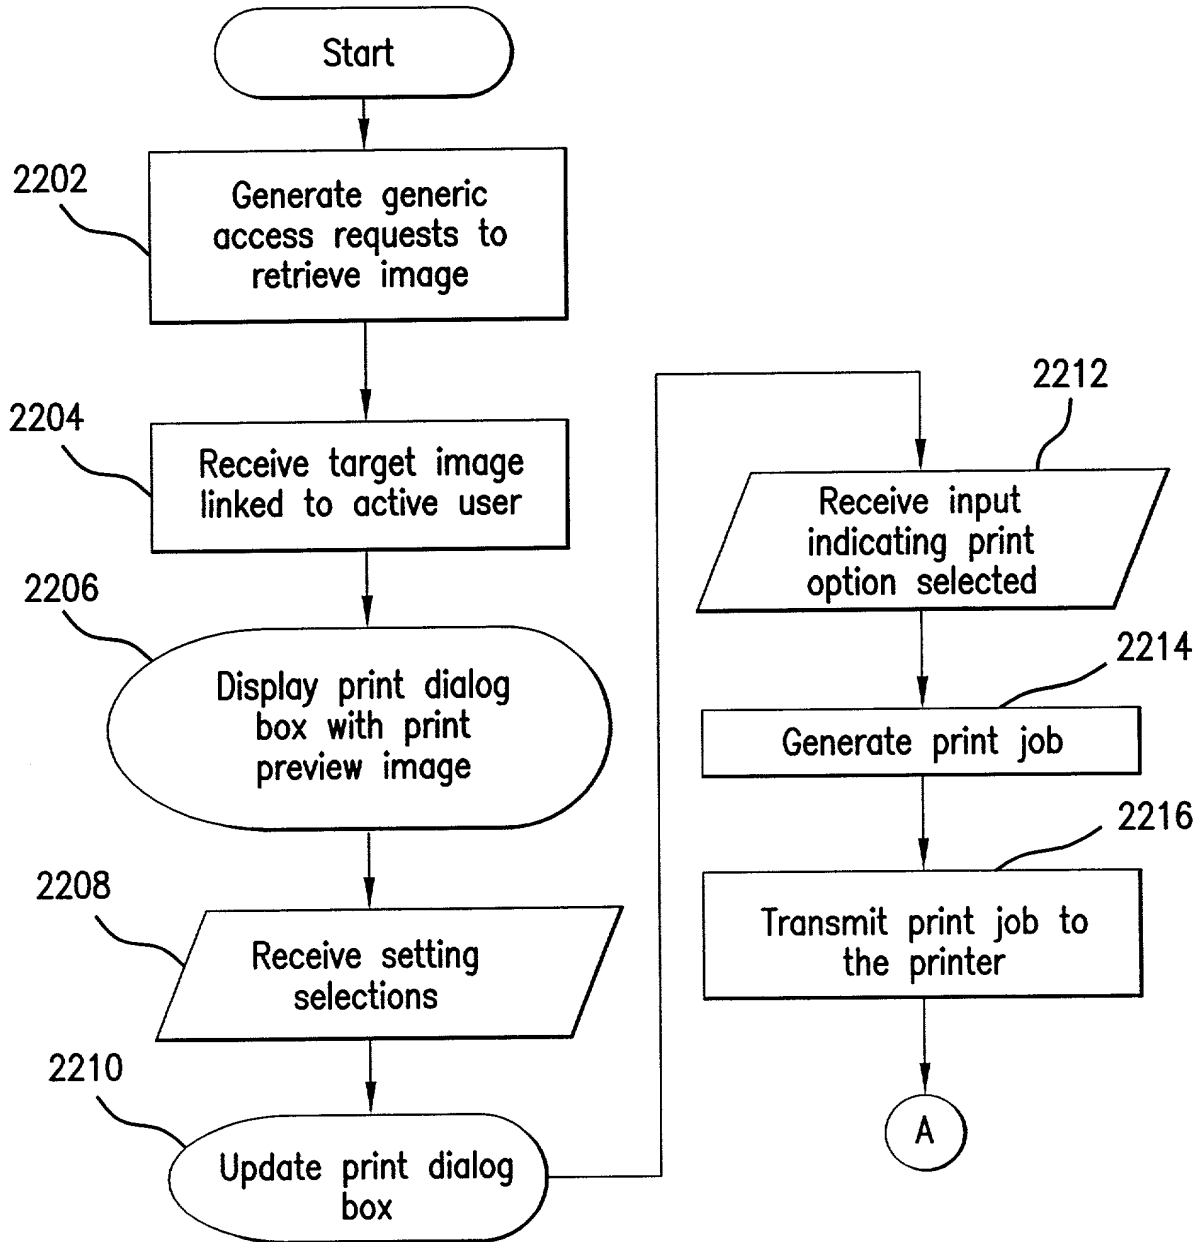 Start
2202
Generate generic
access requests to
retrieve image
2204
Receive target image
linked to active user
2206
Display print dialog
box with print
preview image
2208
Receive setting
selections
2210
Update print dialog
box
2212
Receive input
indicating print
option selected
2214
Generate print job
2216
Transmit print job to
the printer
A